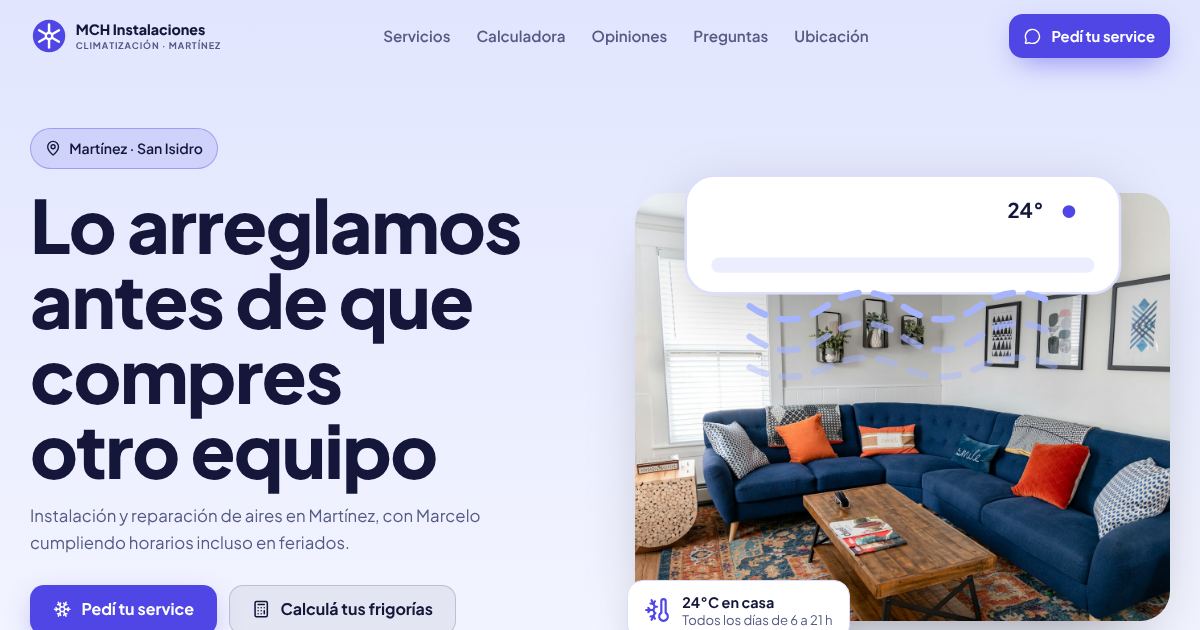 MCH Instalaciones
CLIMATIZACIÓN · MARTÍNEZ
Servicios
Calculadora
Opiniones
Preguntas
Ubicación
Pedí tu service
Martínez · San Isidro
Lo arreglamos
antes de que
compres
otro equipo
Instalación y reparación de aires en Martínez, con Marcelo
cumpliendo horarios incluso en feriados.
Pedí tu service
Calculá tus frigorías
24°
smile
24°C en casa
Todos los días de 6 a 21 h